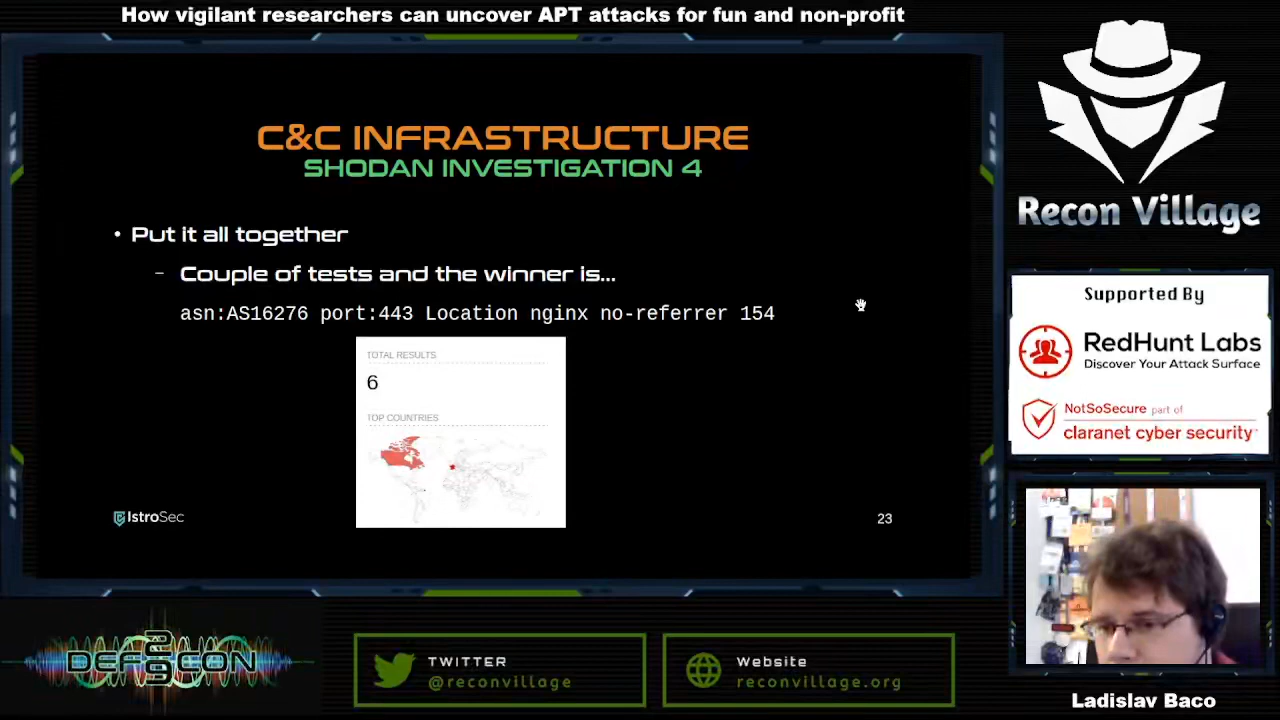 How vigilant researchers can uncover APT attacks for fun and non-profit
C&C INFRASTRUCTURE
SHODAN INVESTIGATION 4
• Put it all together
– Couple of tests and the winner is...
asn:AS16276 port:443 Location nginx no-referrer 154
TOTAL RESULTS
6
TOP COUNTRIES
IstroSec
23
Recon Village
Supported By
RedHunt Labs
Discover Your Attack Surface
NotSoSecure part of
claranet cyber security
DEF CON
29
TWITTER
@reconvillage
Website
reconvillage.org
Ladislav Baco